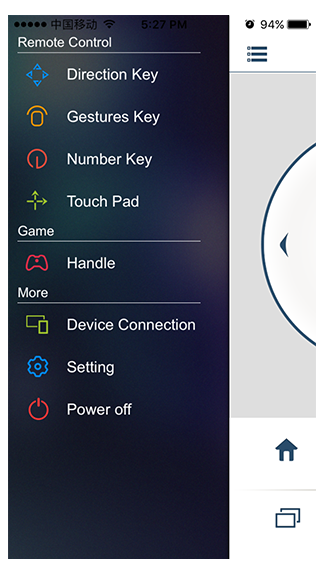 ●●●●● 中国移动 5:27 PM 94%
Remote Control
Direction Key
Gestures Key
Number Key
Touch Pad
Game
Handle
More
Device Connection
Setting
Power off